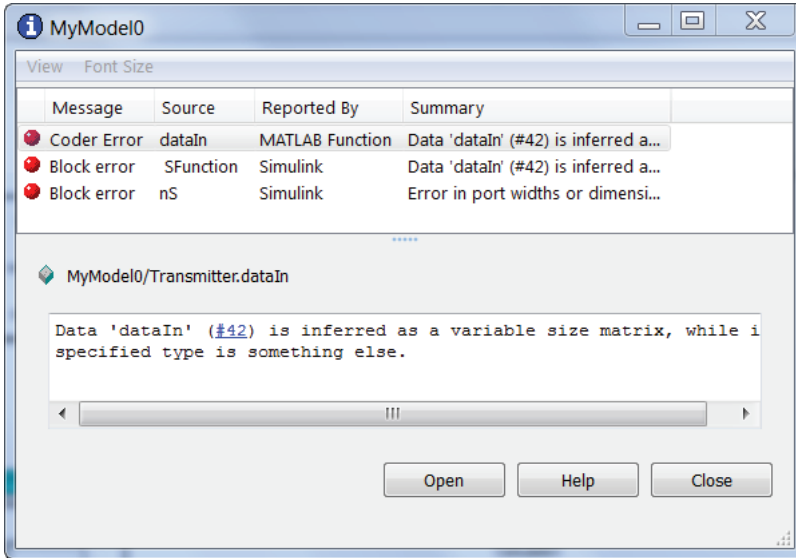 MyModel0
View Font Size
Message Source Reported By Summary
Coder Error dataIn MATLAB Function Data 'dataIn' (#42) is inferred a...
Block error SFunction Simulink Data 'dataIn' (#42) is inferred a...
Block error nS Simulink Error in port widths or dimensi...
MyModel0/Transmitter.dataIn
Data 'dataIn' (#42) is inferred as a variable size matrix, while i
specified type is something else.
Open Help Close